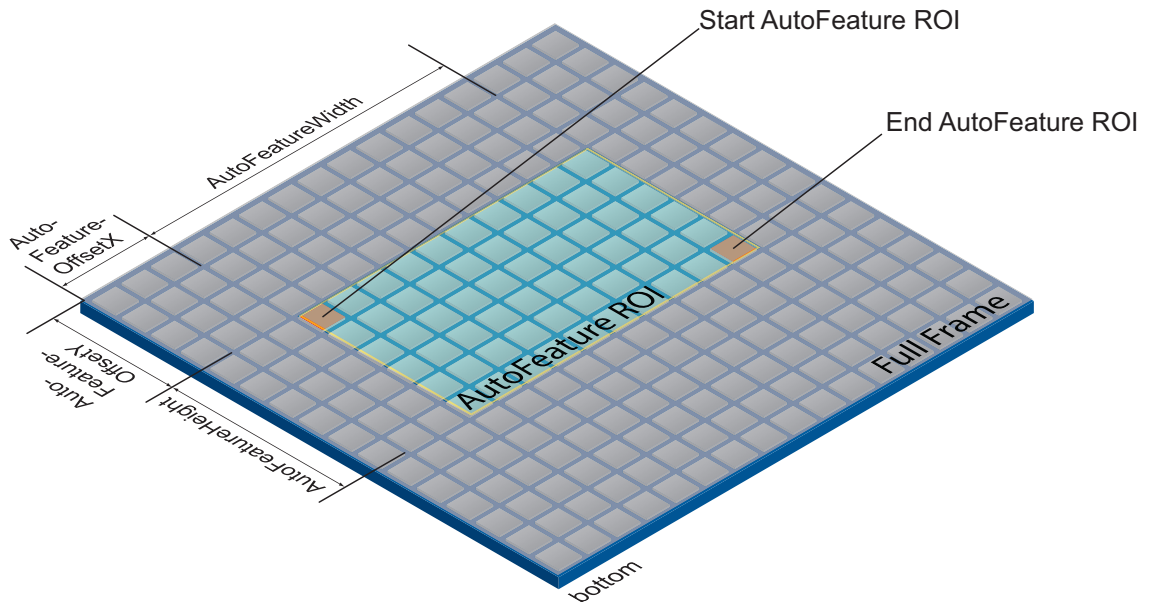 Start AutoFeature ROI
End AutoFeature ROI
AutoFeatureWidth
Auto-
Feature-
OffsetX
Auto-
Feature-
OffsetY
AutoFeatureHeight
AutoFeature ROI
Full Frame
bottom